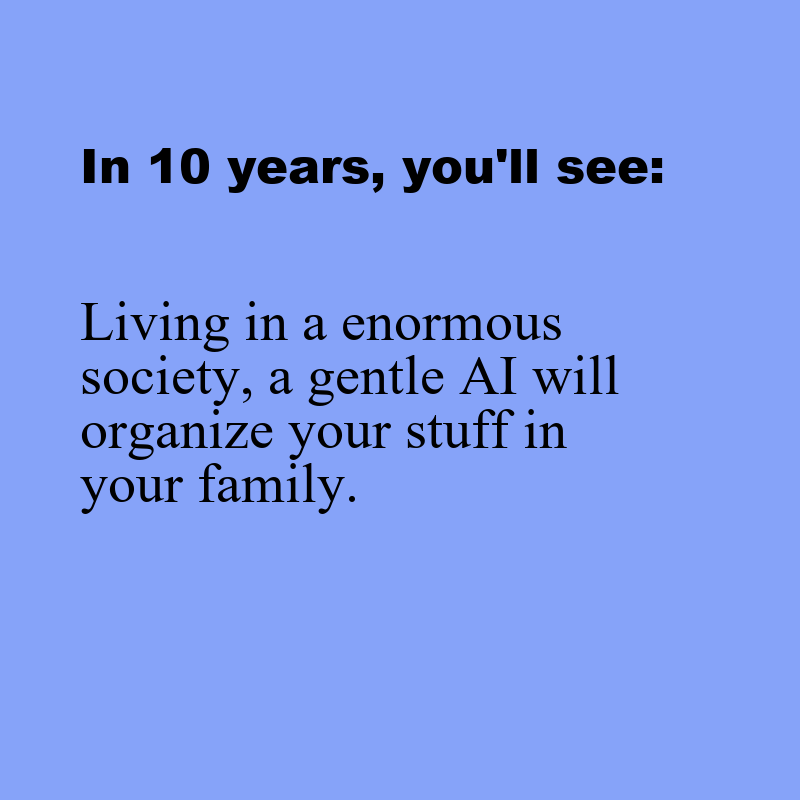 In 10 years, you'll see:
Living in a enormous
society, a gentle AI will
organize your stuff in
your family.